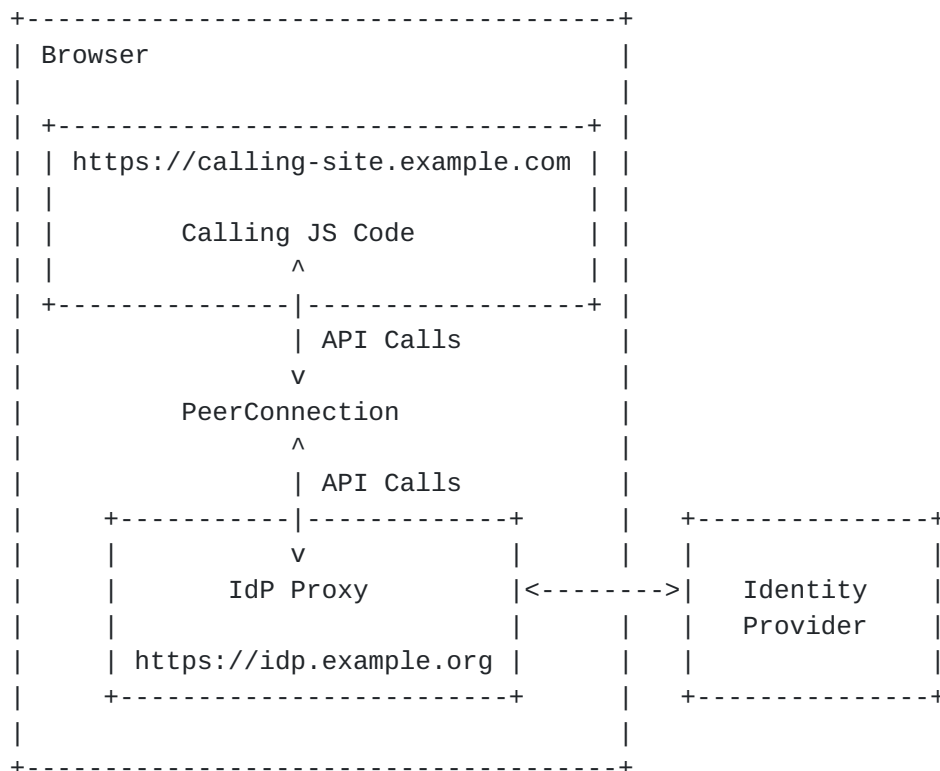 Browser
https://calling-site.example.com
Calling JS Code
API Calls
PeerConnection
API Calls
IdP Proxy
Identity
Provider
https://idp.example.org